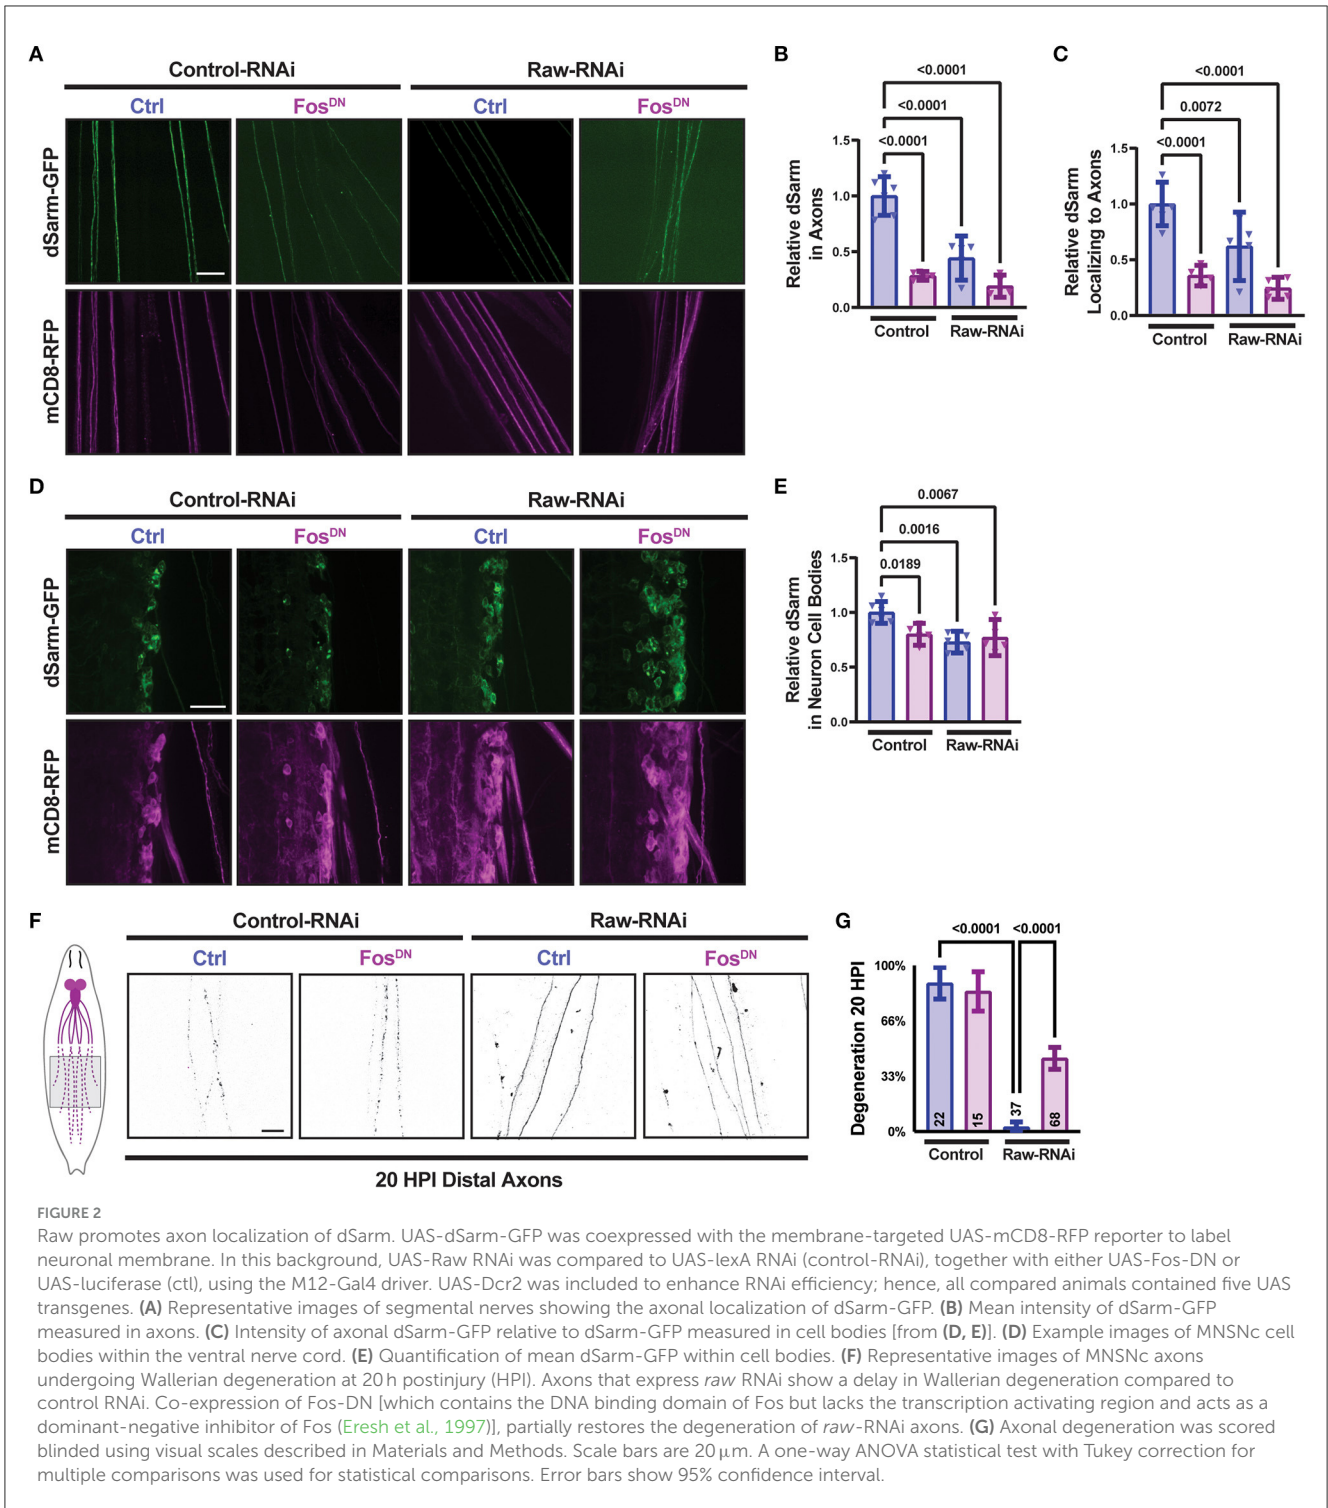 A
Control-RNAi
Raw-RNAi
Ctrl
Fos^DN
Ctrl
Fos^DN
dSarm-GFP
mCD8-RFP
B
<0.0001
<0.0001
<0.0001
1.5
1.0
0.5
0.0
Relative dSarm
in Axons
Control
Raw-RNAi
C
<0.0001
0.0072
<0.0001
1.5
1.0
0.5
0.0
Relative dSarm
Localizing to Axons
Control
Raw-RNAi
D
Control-RNAi
Raw-RNAi
Ctrl
Fos^DN
Ctrl
Fos^DN
dSarm-GFP
mCD8-RFP
E
0.0067
0.0016
0.0189
1.5
1.0
0.5
0.0
Relative dSarm
in Neuron Cell Bodies
Control
Raw-RNAi
F
Control-RNAi
Raw-RNAi
Ctrl
Fos^DN
Ctrl
Fos^DN
20 HPI Distal Axons
G
<0.0001
<0.0001
100%
66%
33%
0%
Degeneration 20 HPI
22
15
37
68
Control
Raw-RNAi
FIGURE 2
Raw promotes axon localization of dSarm. UAS-dSarm-GFP was coexpressed with the membrane-targeted UAS-mCD8-RFP reporter to label
neuronal membrane. In this background, UAS-Raw RNAi was compared to UAS-lexA RNAi (control-RNAi), together with either UAS-Fos-DN or
UAS-luciferase (ctl), using the M12-Gal4 driver. UAS-Dcr2 was included to enhance RNAi efficiency; hence, all compared animals contained five UAS
transgenes. (A) Representative images of segmental nerves showing the axonal localization of dSarm-GFP. (B) Mean intensity of dSarm-GFP
measured in axons. (C) Intensity of axonal dSarm-GFP relative to dSarm-GFP measured in cell bodies [from (D, E)]. (D) Example images of MNSNc cell
bodies within the ventral nerve cord. (E) Quantification of mean dSarm-GFP within cell bodies. (F) Representative images of MNSNc axons
undergoing Wallerian degeneration at 20 h postinjury (HPI). Axons that express raw RNAi show a delay in Wallerian degeneration compared to
control RNAi. Co-expression of Fos-DN [which contains the DNA binding domain of Fos but lacks the transcription activating region and acts as a
dominant-negative inhibitor of Fos (Eresh et al., 1997)], partially restores the degeneration of raw-RNAi axons. (G) Axonal degeneration was scored
blinded using visual scales described in Materials and Methods. Scale bars are 20 μm. A one-way ANOVA statistical test with Tukey correction for
multiple comparisons was used for statistical comparisons. Error bars show 95% confidence interval.